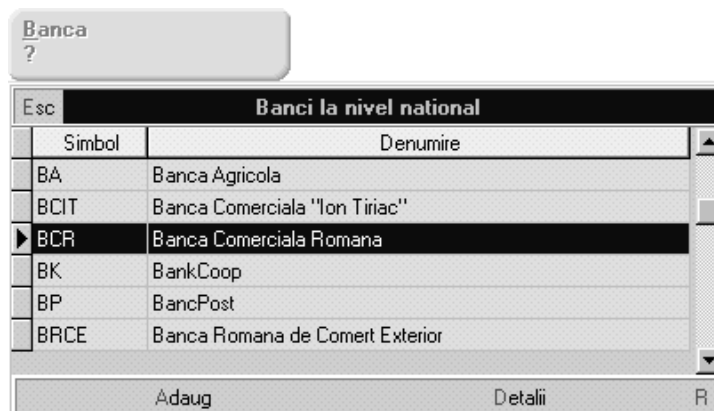 Banca
?
Esc Banci la nivel national
Simbol Denumire
BA Banca Agricola
BCIT Banca Comerciala "Ion Tiriac"
BCR Banca Comerciala Romana
BK BankCoop
BP BancPost
BRCE Banca Romana de Comert Exterior
Adaug Detalii R